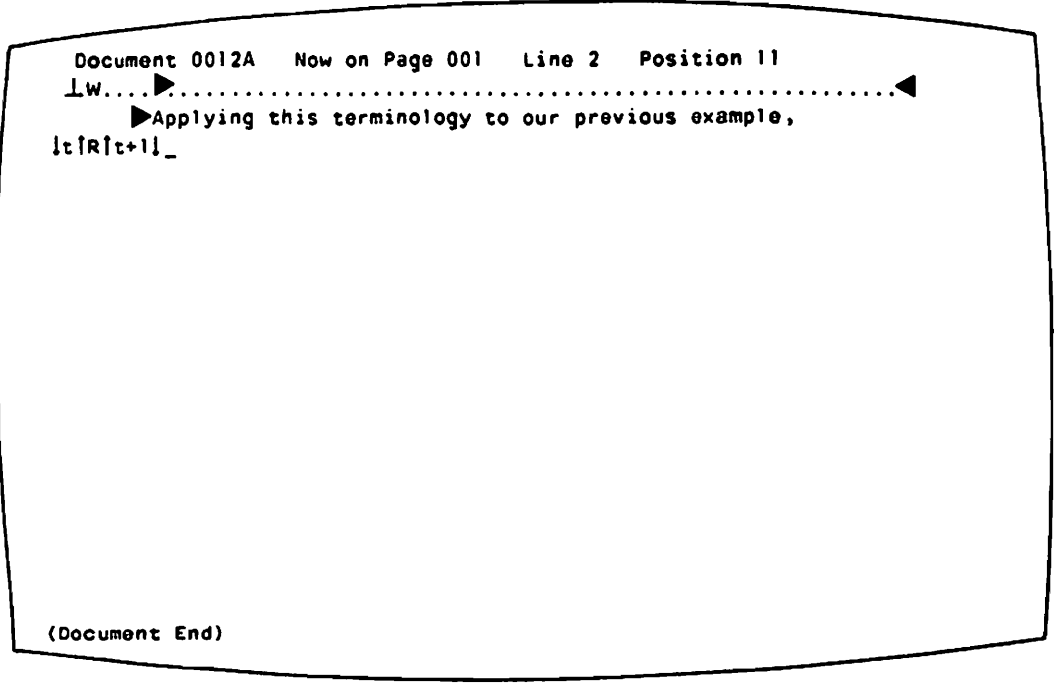 Document 0012A Now on Page 001 Line 2 Position 11
⊥W....►............................................................◄
►Applying this terminology to our previous example,
↓t↑R↑t+1↓_
(Document End)